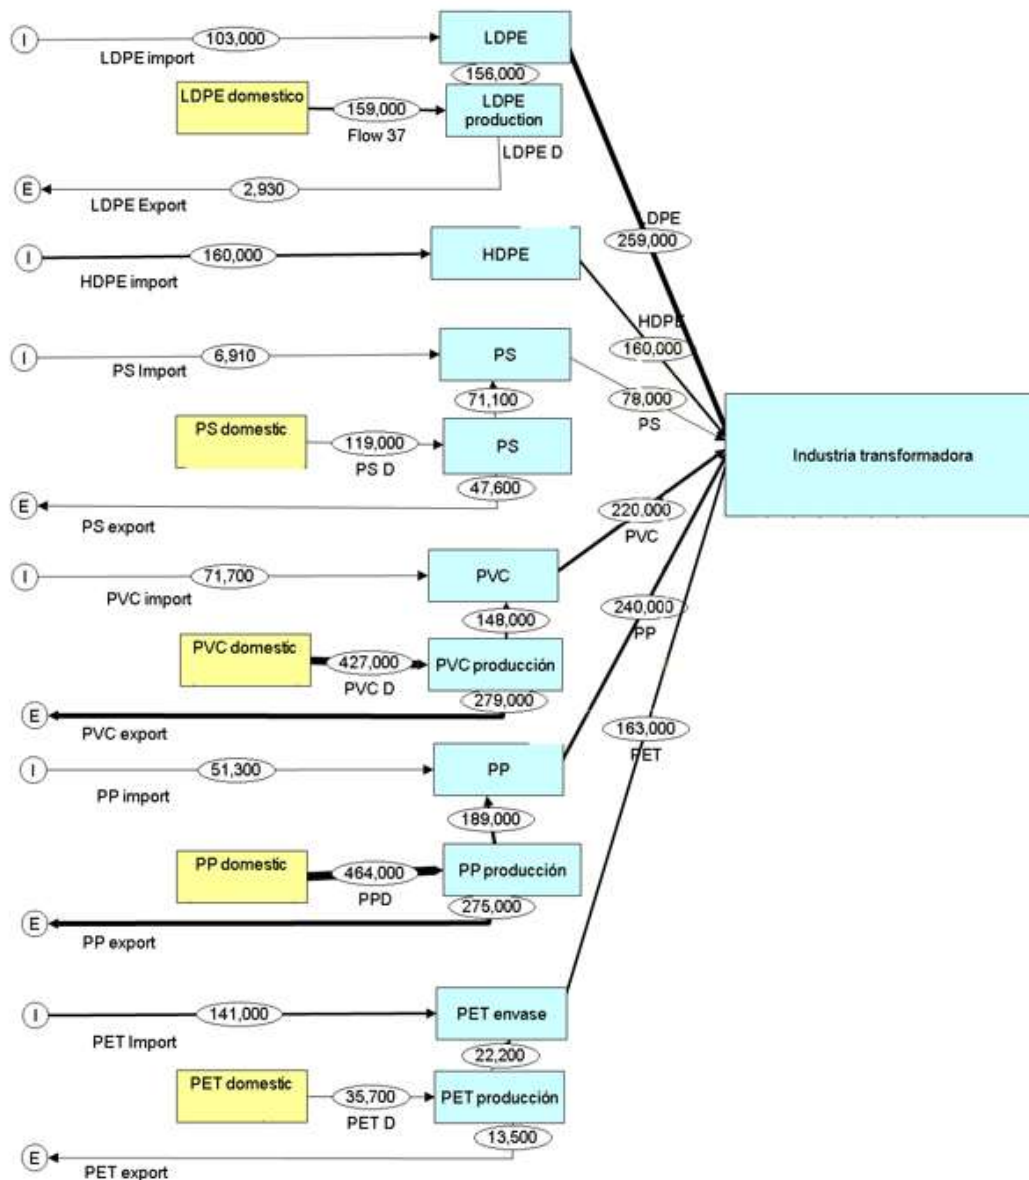 I
103,000
LDPE import
LDPE
156,000
LDPE domestico
159,000
Flow 37
LDPE
production
LDPE D
E
2,930
LDPE Export
DPE
259,000
I
160,000
HDPE import
HDPE
HDPE
160,000
I
6,910
PS Import
PS
78,000
PS
71,100
PS domestic
119,000
PS D
PS
47,600
E
PS export
Industria transformadora
220,000
PVC
I
71,700
PVC import
PVC
148,000
240,000
PP
PVC domestic
427,000
PVC D
PVC producción
279,000
E
PVC export
163,000
PET
I
51,300
PP import
PP
189,000
PP domestic
464,000
PPD
PP producción
275,000
E
PP export
I
141,000
PET Import
PET envase
22,200
PET domestic
35,700
PET D
PET producción
13,500
E
PET export